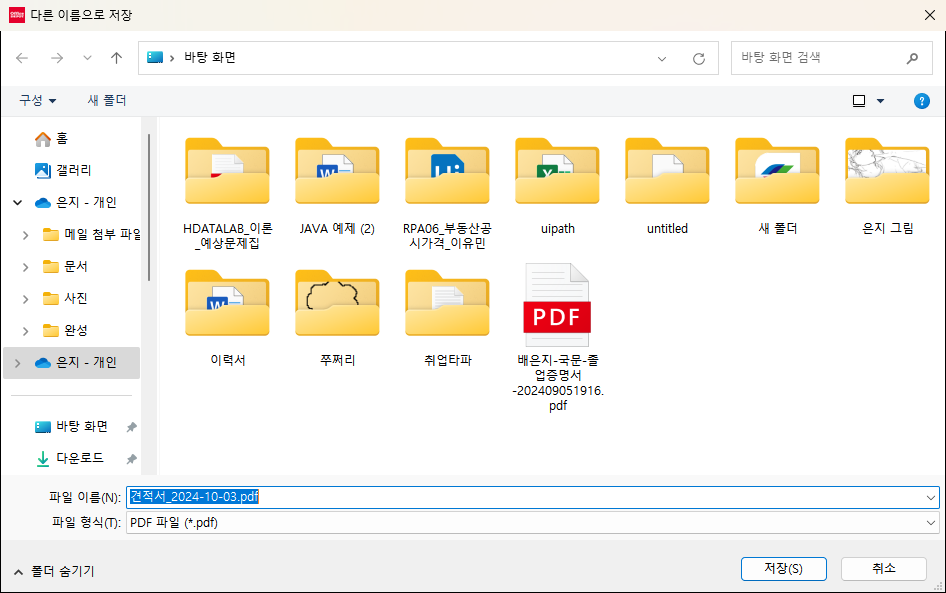 다른 이름으로 저장
바탕 화면
바탕 화면 검색
구성
새 폴더
홈
갤러리
은지 - 개인
메일 첨부 파일
문서
사진
완성
은지 - 개인
바탕 화면
다운로드
HDATALAB_이론
_예상문제집
JAVA 예제 (2)
RPA06_부동산공
시가격_이유민
uipath
untitled
새 폴더
은지 그림
이력서
쭈쩌리
취업타파
PDF
배은지-국문-졸
업증명서
-202409051916.
pdf
파일 이름(N):
견적서_2024-10-03.pdf
파일 형식(T):
PDF 파일 (*.pdf)
폴더 숨기기
저장(S)
취소